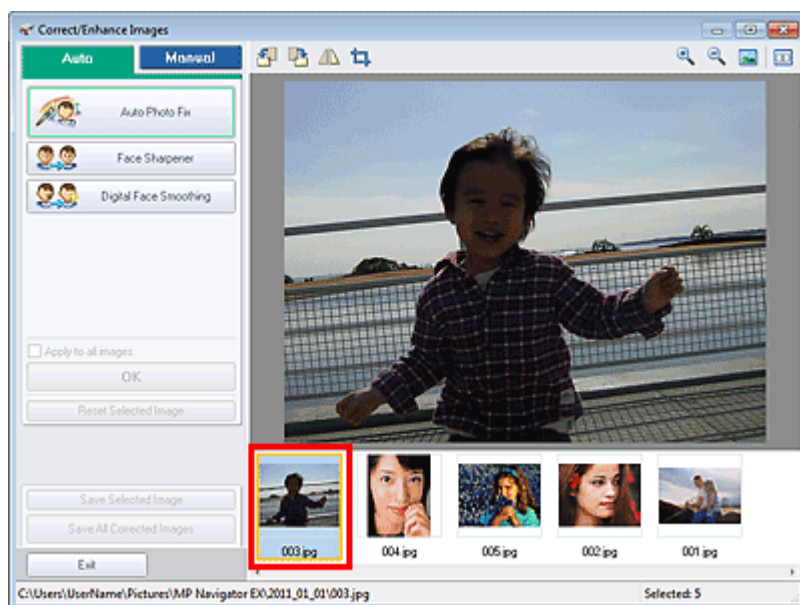 Correct/Enhance Images
Auto
Manual
Auto Photo Fix
Face Sharpener
Digital Face Smoothing
Apply to all images
OK
Reset Selected Image
Save Selected Image
Save All Corrected Images
Exit
003.jpg
004.jpg
005.jpg
002.jpg
001.jpg
C:\Users\UserName\Pictures\MP Navigator EX\2011_01_01\003.jpg
Selected: 5